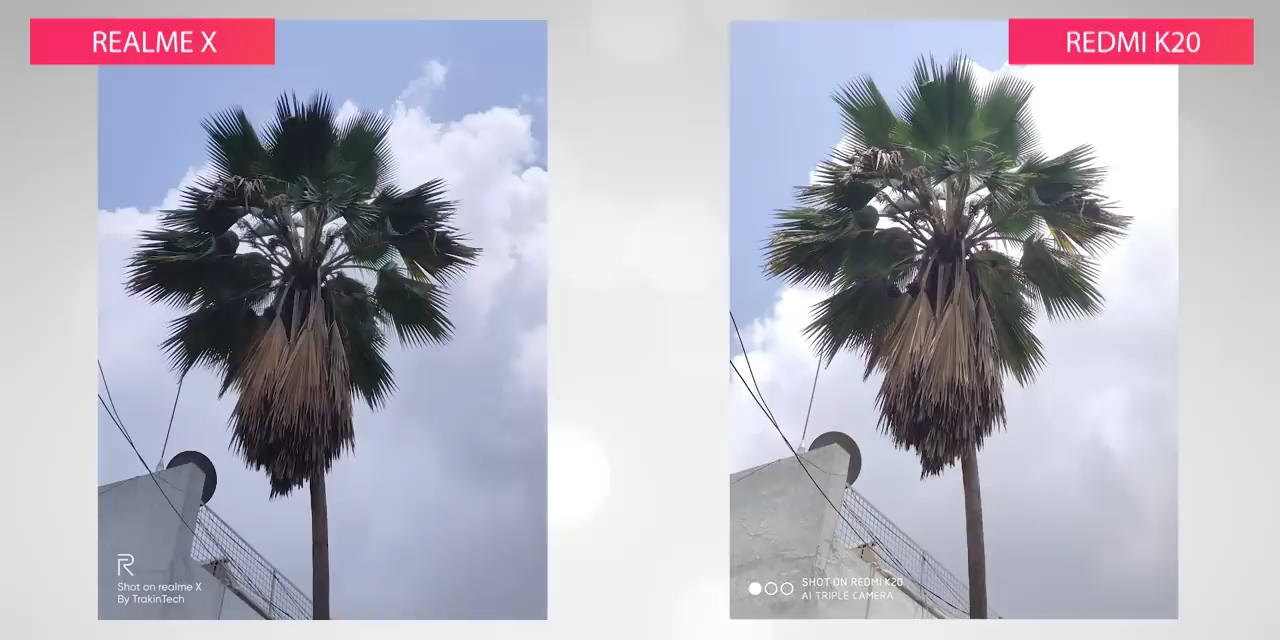 REALME X
REDMI K20
R
Shot on realme X
By TrakinTech
SHOT ON REDMI K20
AI TRIPLE CAMERA